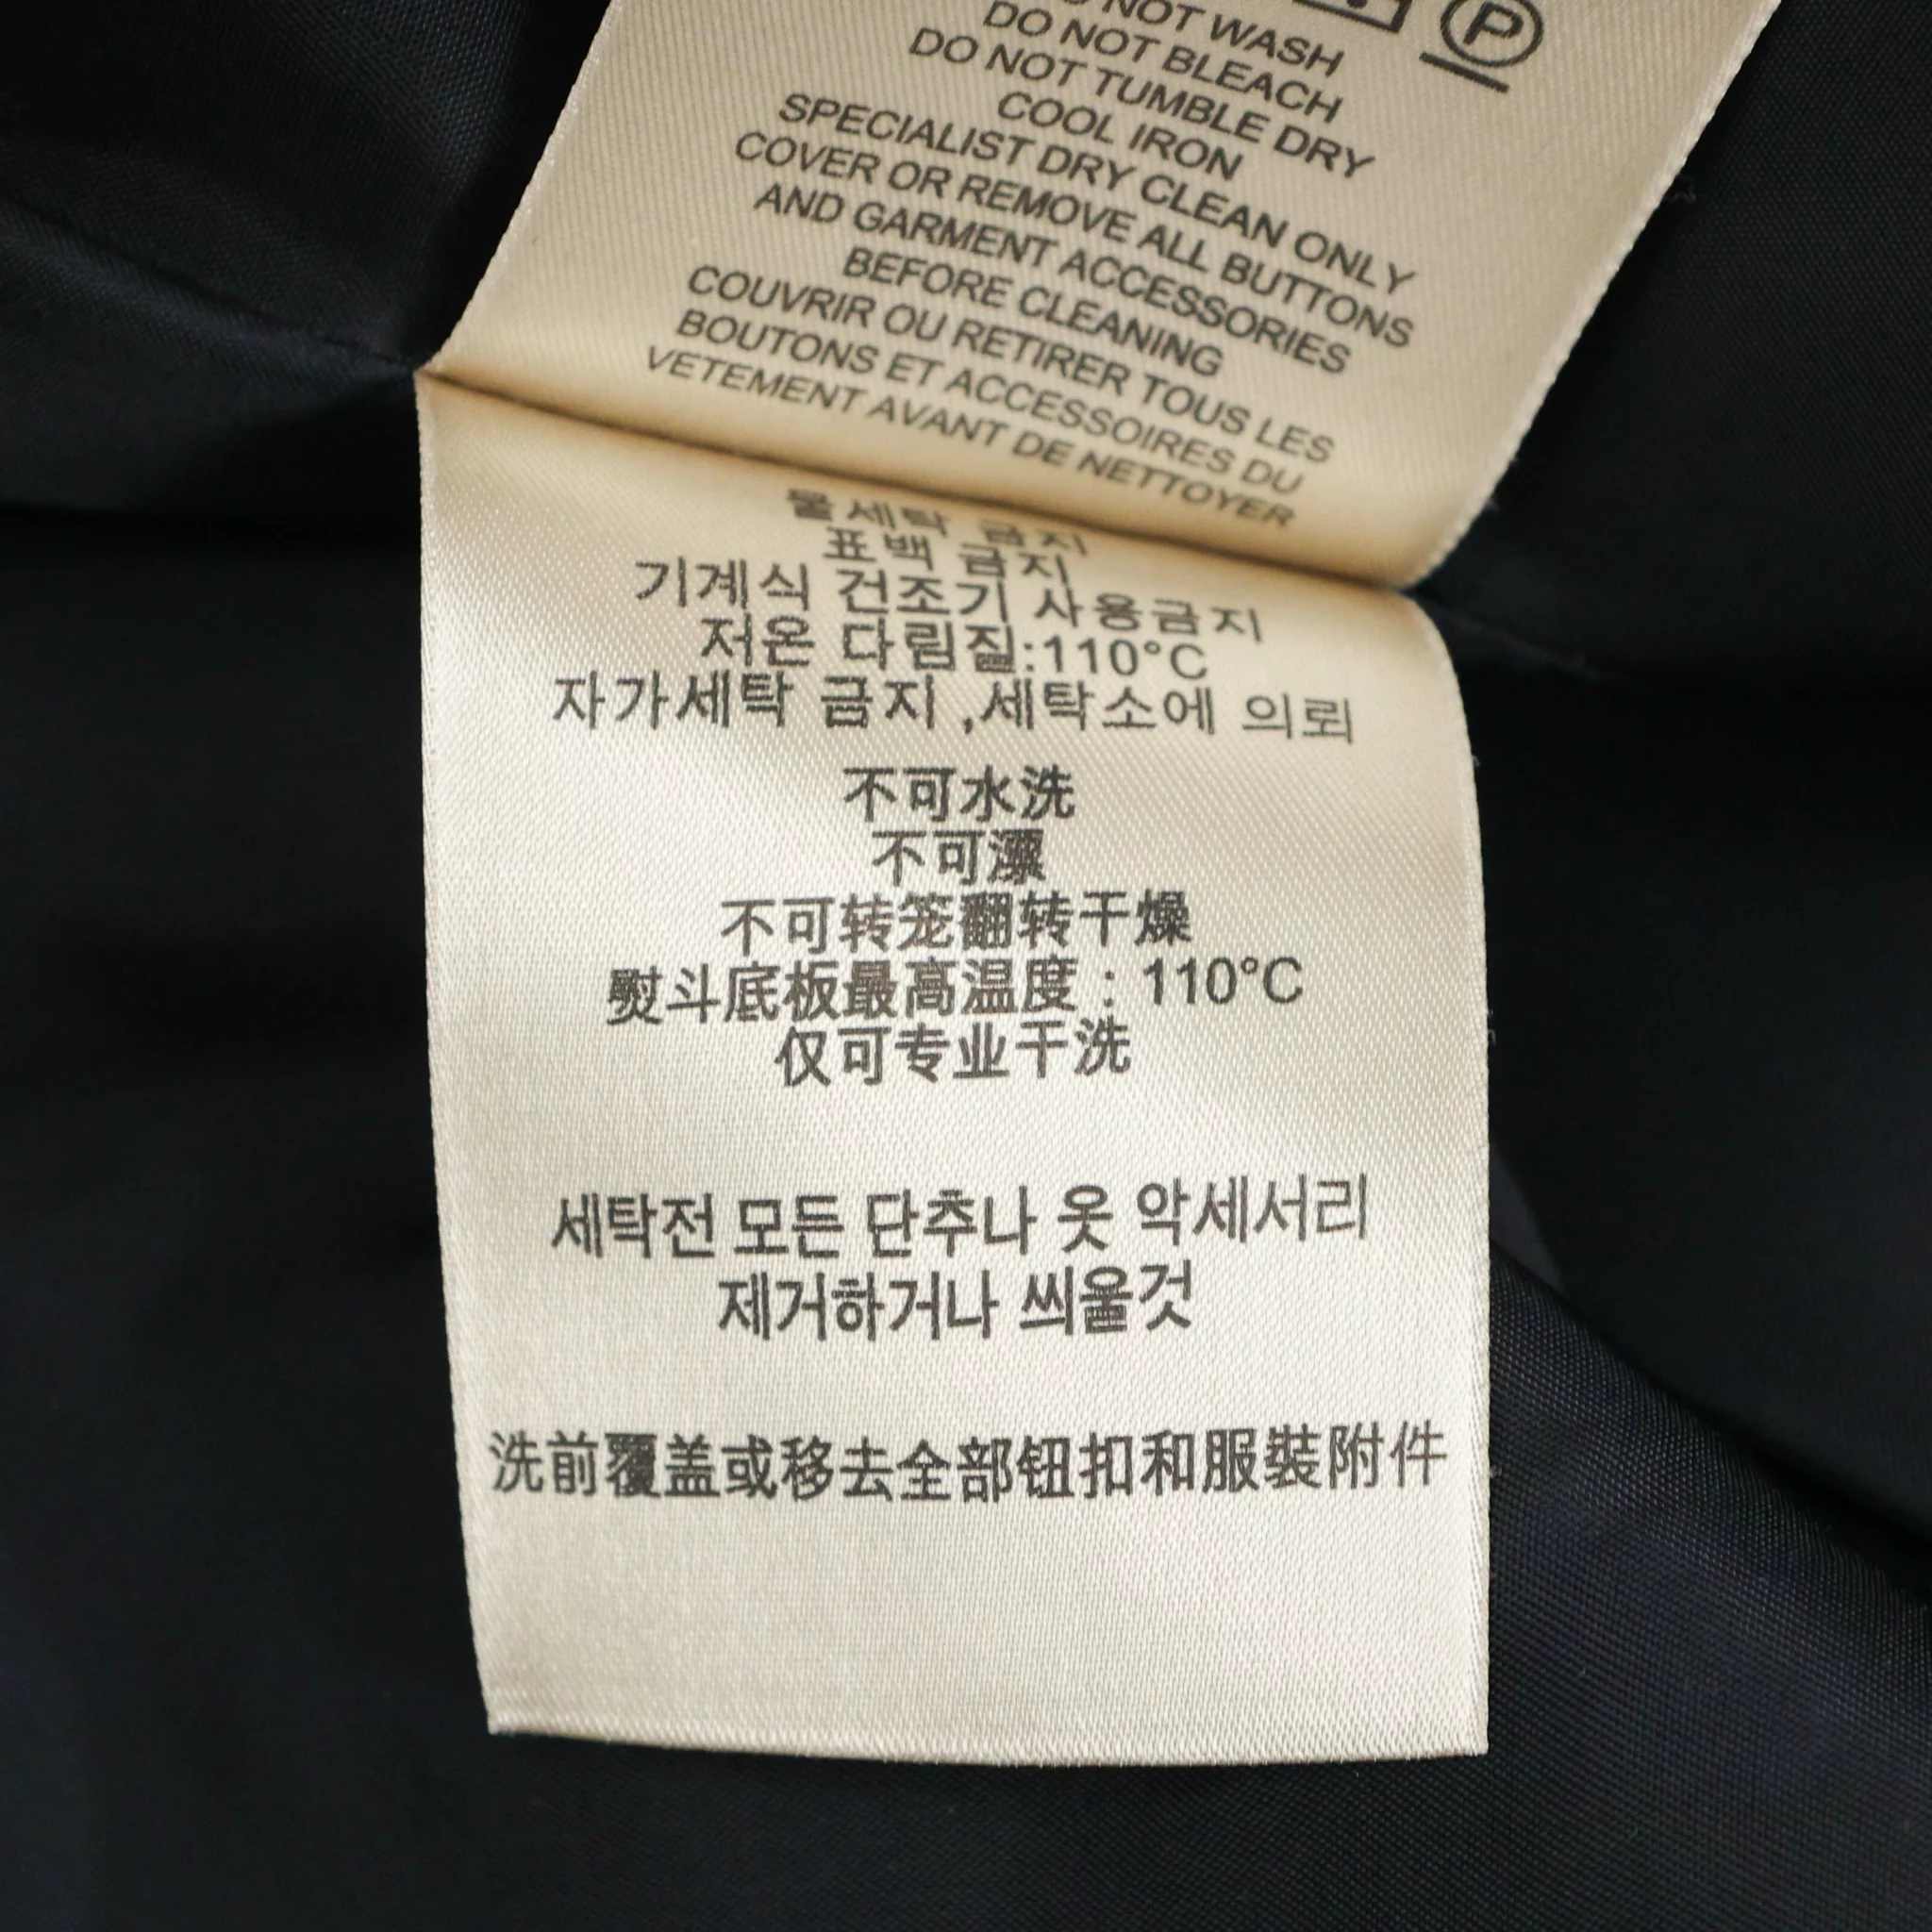 NOT WASH
DO NOT BLEACH
DO NOT TUMBLE DRY
COOL IRON
SPECIALIST DRY CLEAN ONLY
COVER OR REMOVE ALL BUTTONS
AND GARMENT ACCESSORIES
BEFORE CLEANING
COUVRIR OU RETIRER TOUS LES
BOUTONS ET ACCESSOIRES DU
VETEMENT AVANT DE NETTOYER
P
물세탁 금지
표백 금지
기계식 건조기 사용금지
저온 다림질:110°C
자가세탁 금지 ,세탁소에 의뢰
不可水洗
不可漂
不可转笼翻转干燥
熨斗底板最高温度：110°C
仅可专业干洗
세탁전 모든 단추나 옷 악세서리
제거하거나 씌울것
洗前覆盖或移去全部钮扣和服裝附件